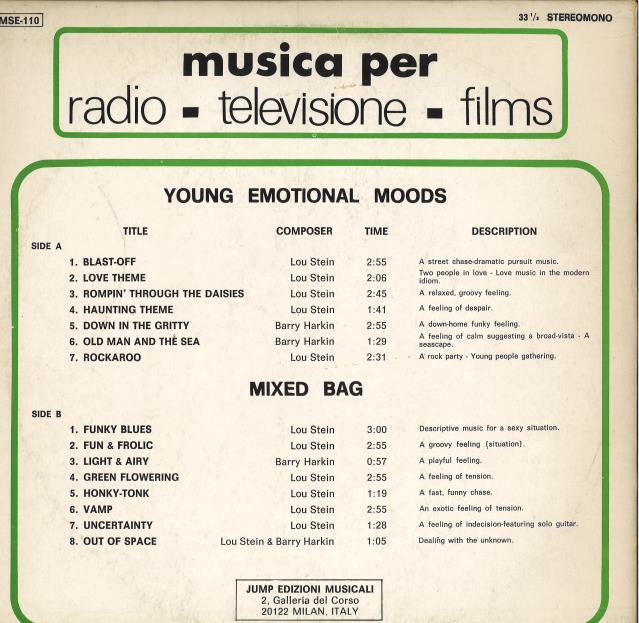 MSE-110
33 1/3 STEREOMONO
musica per
radio - televisione - films
YOUNG EMOTIONAL MOODS
TITLE COMPOSER TIME DESCRIPTION
SIDE A
1. BLAST-OFF Lou Stein 2:55 A street chase-dramatic pursuit music.
2. LOVE THEME Lou Stein 2:06 Two people in love - Love music in the modern idiom.
3. ROMPIN' THROUGH THE DAISIES Lou Stein 2:45 A relaxed, groovy feeling.
4. HAUNTING THEME Lou Stein 1:41 A feeling of despair.
5. DOWN IN THE GRITTY Barry Harkin 2:55 A down-home funky feeling.
6. OLD MAN AND THE SEA Barry Harkin 1:29 A feeling of calm suggesting a broad-vista - A seascape.
7. ROCKAROO Lou Stein 2:31 A rock party - Young people gathering.
MIXED BAG
SIDE B
1. FUNKY BLUES Lou Stein 3:00 Descriptive music for a sexy situation.
2. FUN & FROLIC Lou Stein 2:55 A groovy feeling (situation).
3. LIGHT & AIRY Barry Harkin 0:57 A playful feeling.
4. GREEN FLOWERING Lou Stein 2:55 A feeling of tension.
5. HONKY-TONK Lou Stein 1:19 A fast, funny chase.
6. VAMP Lou Stein 2:55 An exotic feeling of tension.
7. UNCERTAINTY Lou Stein 1:28 A feeling of indecision-featuring solo guitar.
8. OUT OF SPACE Lou Stein & Barry Harkin 1:05 Dealing with the unknown.
JUMP EDIZIONI MUSICALI
2, Galleria del Corso
20122 MILAN, ITALY